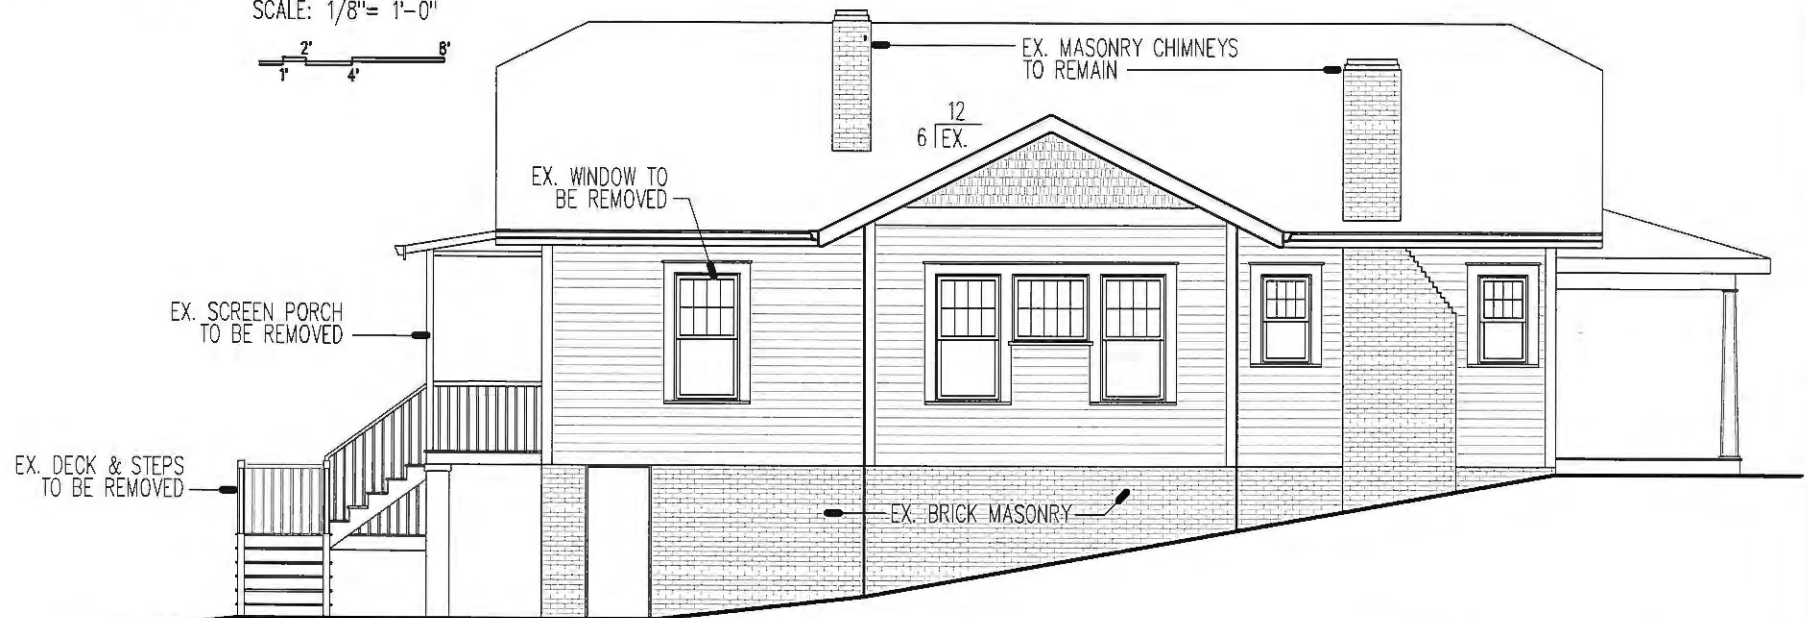 SCALE: 1/8"= 1'-0"
2' 8'
1' 4'
EX. MASONRY CHIMNEYS
TO REMAIN
12
6 EX.
EX. WINDOW TO
BE REMOVED
EX. SCREEN PORCH
TO BE REMOVED
EX. DECK & STEPS
TO BE REMOVED
EX. BRICK MASONRY